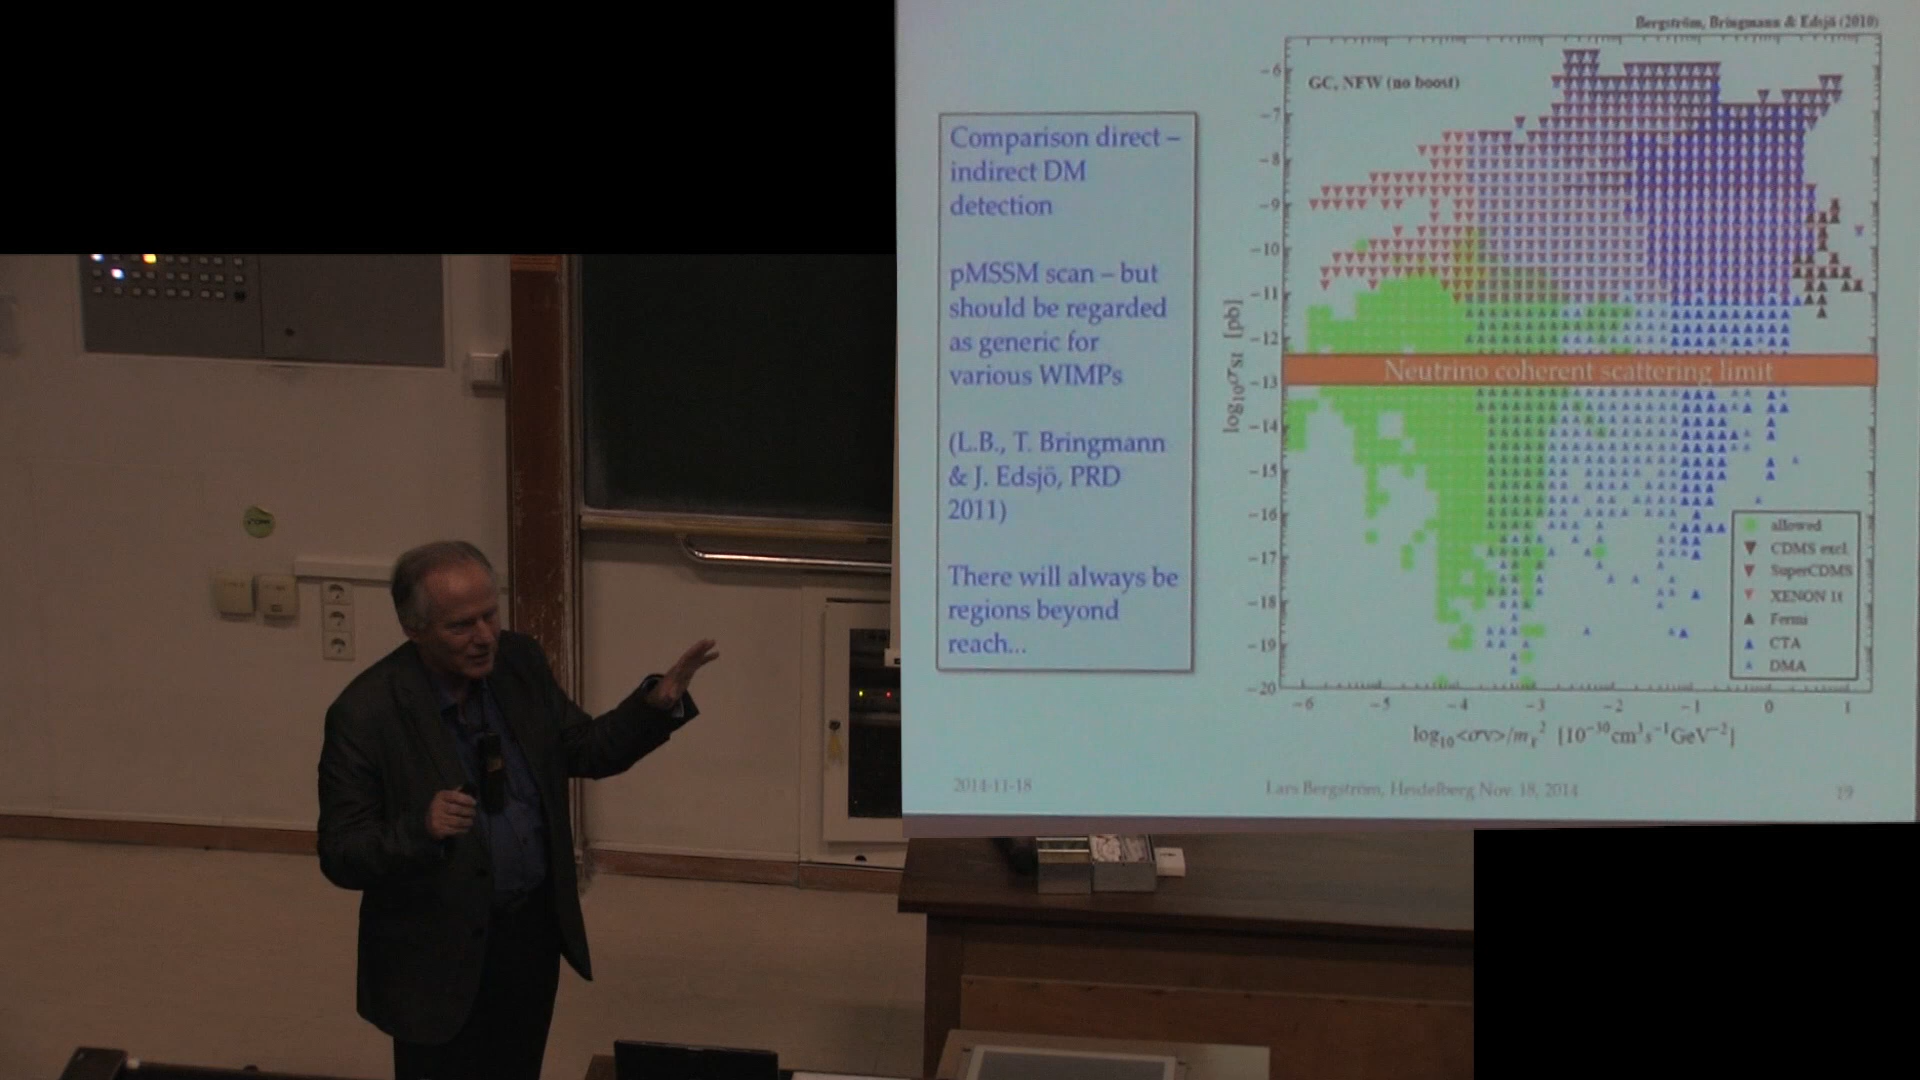 Bergström, Bringmann & Edsjö (2010)
Comparison direct –
indirect DM
detection
pMSSM scan – but
should be regarded
as generic for
various WIMPs
(L.B., T. Bringmann
& J. Edsjö, PRD
2011)
There will always be
regions beyond
reach...
GC, NFW (no boost)
log₁₀σSI [pb]
−6
−7
−8
−9
−10
−11
−12
−13
−14
−15
−16
−17
−18
−19
−20
Neutrino coherent scattering limit
allowed
CDMS excl.
SuperCDMS
XENON 1t
Fermi
CTA
DMA
−6 −5 −4 −3 −2 −1 0 1
log₁₀<σv>/mχ² [10⁻³⁰cm³s⁻¹GeV⁻²]
2014-11-18
Lars Bergström, Heidelberg Nov. 18, 2014
19